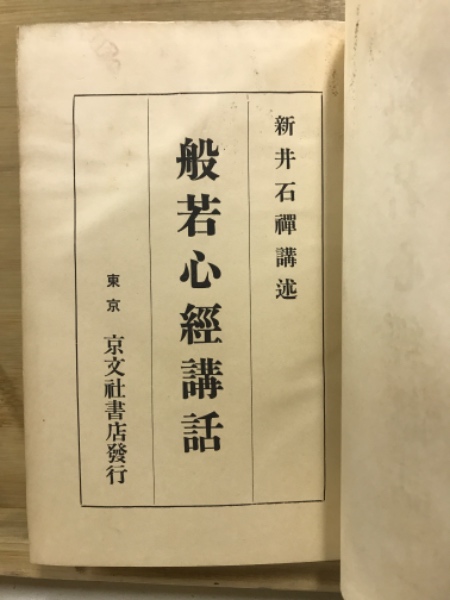 新井石禪講述
般若心經講話
東京 京文社書店發行